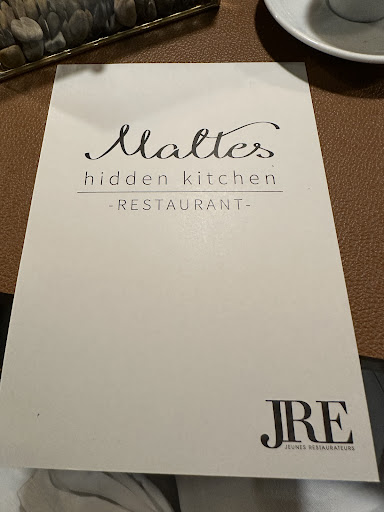 Maltes
hidden kitchen
-RESTAURANT-
JRE
JEUNES RESTAURATEURS